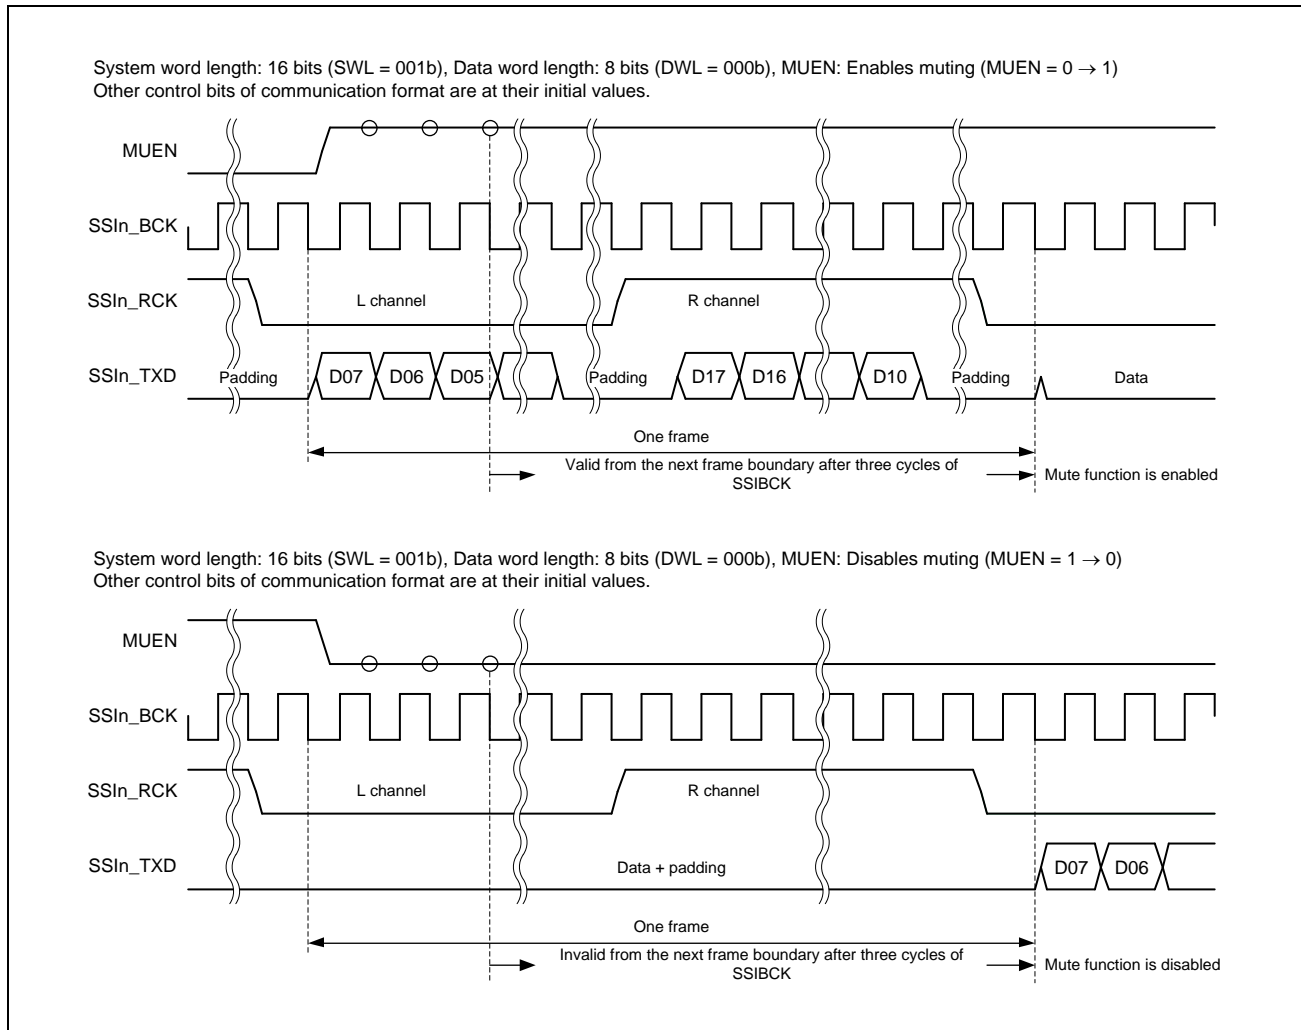 System word length: 16 bits (SWL = 001b), Data word length: 8 bits (DWL = 000b), MUEN: Enables muting (MUEN = 0 → 1)
Other control bits of communication format are at their initial values.
MUEN
SSIn_BCK
SSIn_RCK
L channel
R channel
SSIn_TXD
Padding
D07
D06
D05
Padding
D17
D16
D10
Padding
Data
One frame
Valid from the next frame boundary after three cycles of
SSIBCK
Mute function is enabled
System word length: 16 bits (SWL = 001b), Data word length: 8 bits (DWL = 000b), MUEN: Disables muting (MUEN = 1 → 0)
Other control bits of communication format are at their initial values.
MUEN
SSIn_BCK
SSIn_RCK
L channel
R channel
SSIn_TXD
Data + padding
D07
D06
One frame
Invalid from the next frame boundary after three cycles of
SSIBCK
Mute function is disabled